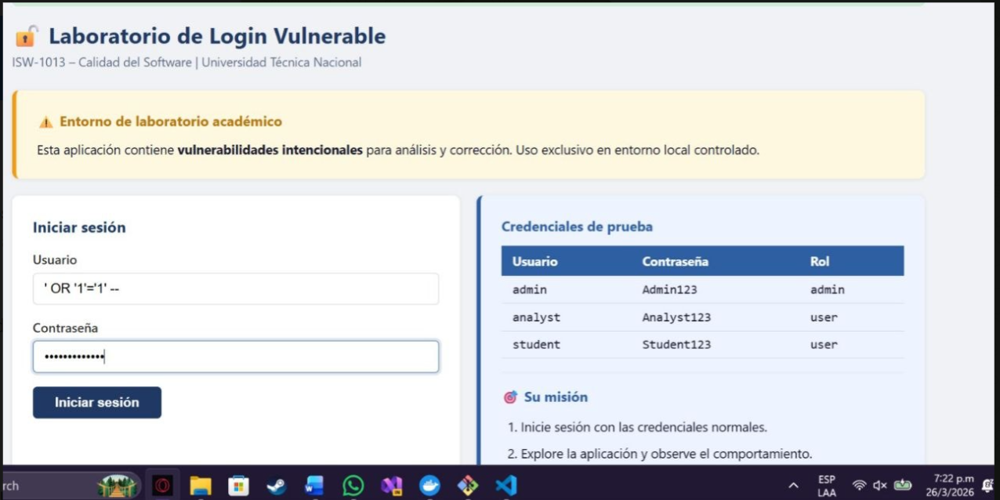 Laboratorio de Login Vulnerable
ISW-1013 – Calidad del Software | Universidad Técnica Nacional
Entorno de laboratorio académico
Esta aplicación contiene vulnerabilidades intencionales para análisis y corrección. Uso exclusivo en entorno local controlado.
Iniciar sesión
Usuario
' OR '1'='1' --
Contraseña
•••••••••••••
Iniciar sesión
Credenciales de prueba
Usuario Contraseña Rol
admin Admin123 admin
analyst Analyst123 user
student Student123 user
Su misión
1. Inicie sesión con las credenciales normales.
2. Explore la aplicación y observe el comportamiento.
rch
ESP
LAA
7:22 p.m
26/3/2026